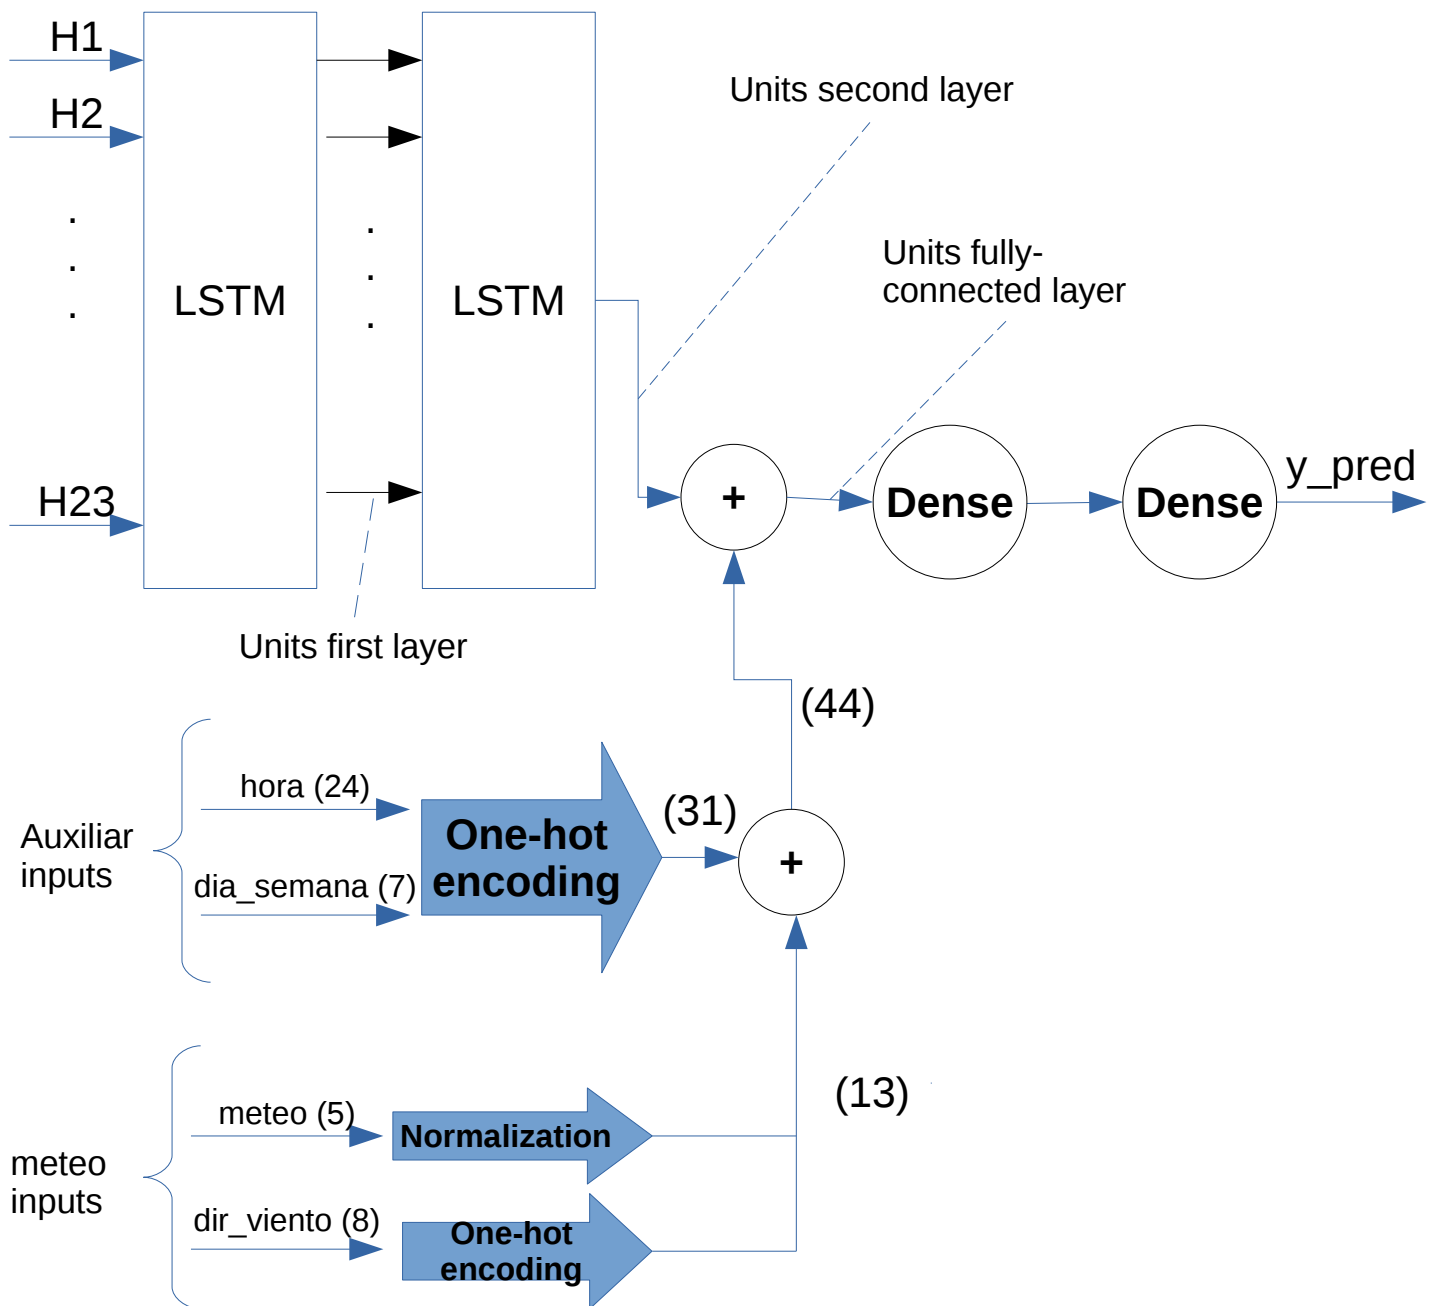 H1
H2
.
.
.
H23
LSTM
.
.
.
LSTM
Units first layer
Units second layer
Units fully-
connected layer
+
Dense
Dense
y_pred
(44)
Auxiliar
inputs
hora (24)
dia_semana (7)
One-hot
encoding
(31)
+
(13)
meteo
inputs
meteo (5)
Normalization
dir_viento (8)
One-hot
encoding